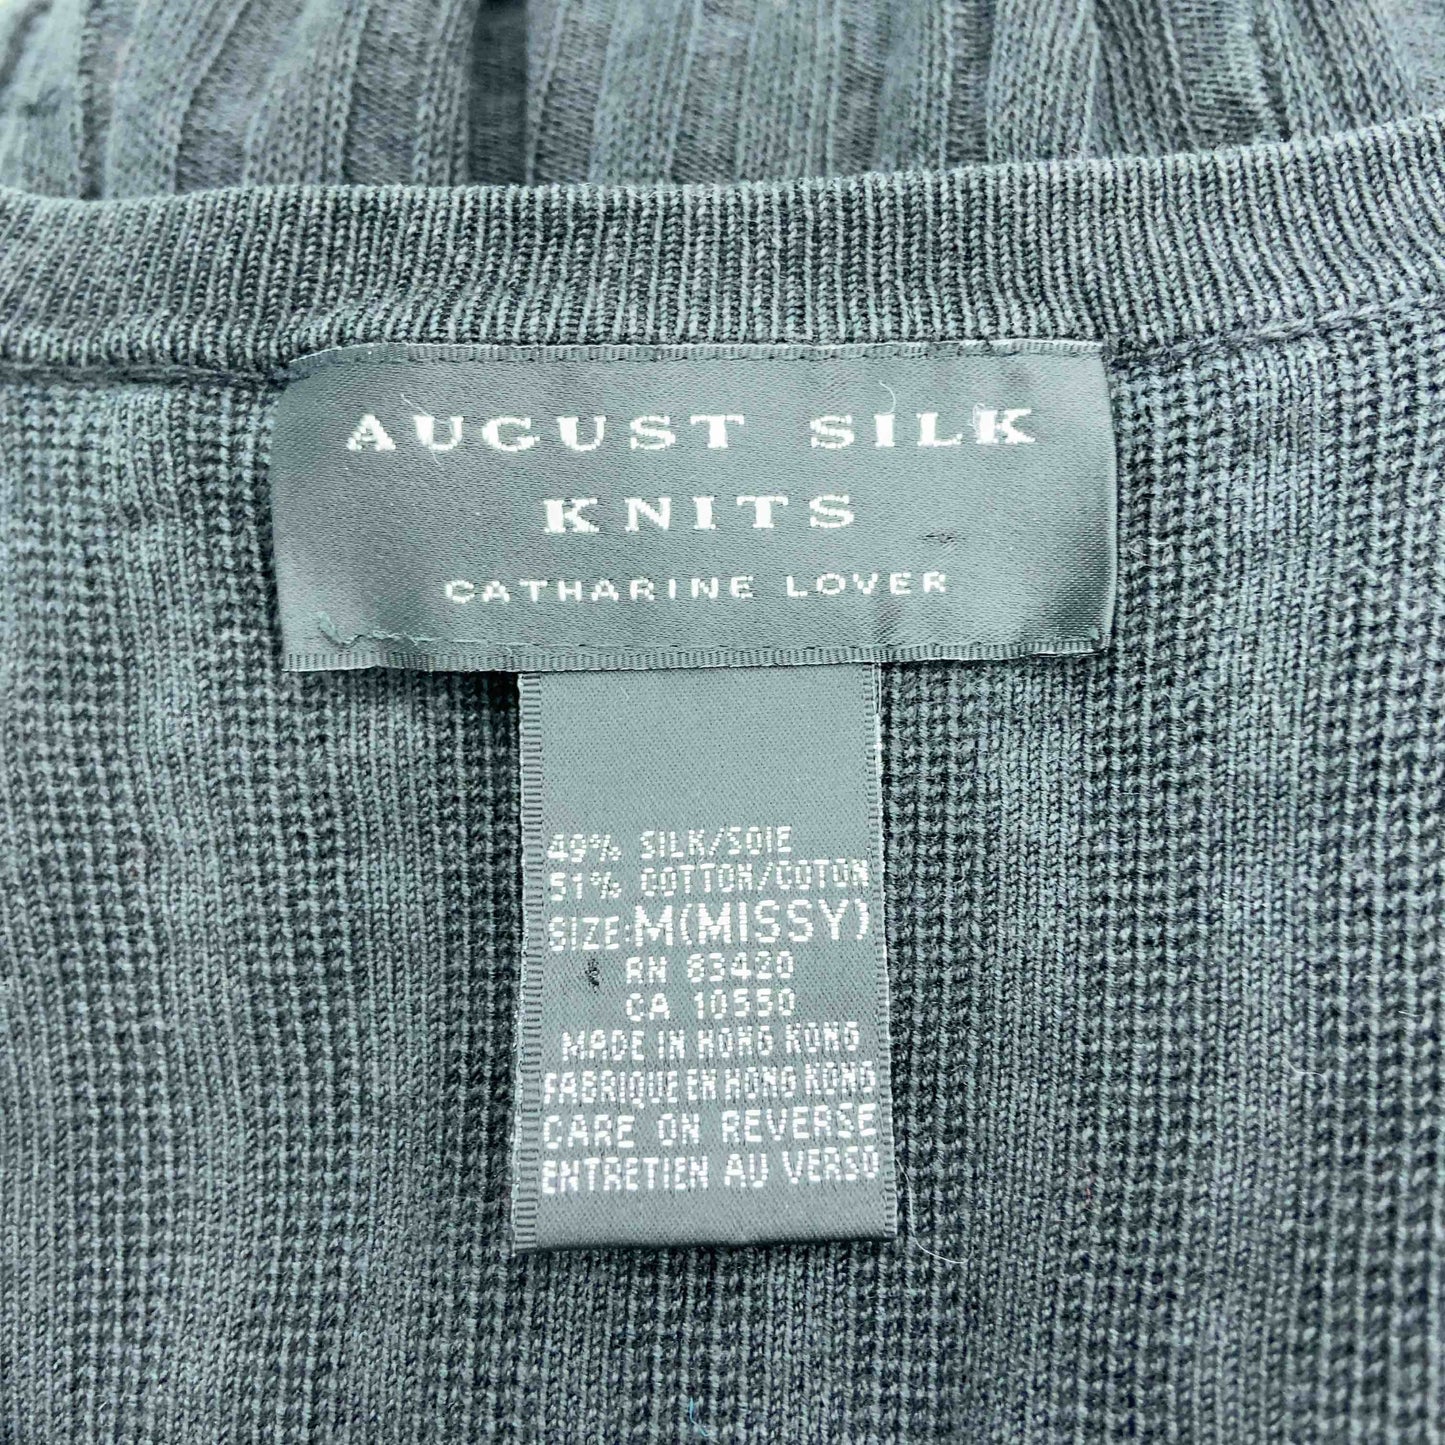 AUGUST SILK
KNITS
CATHARINE LOVER
49% SILK/SOIE
51% COTTON/COTON
SIZE:M(MISSY)
RN 83420
CA 10550
MADE IN HONG KONG
FABRIQUE EN HONG KONG
CARE ON REVERSE
ENTRETIEN AU VERSO